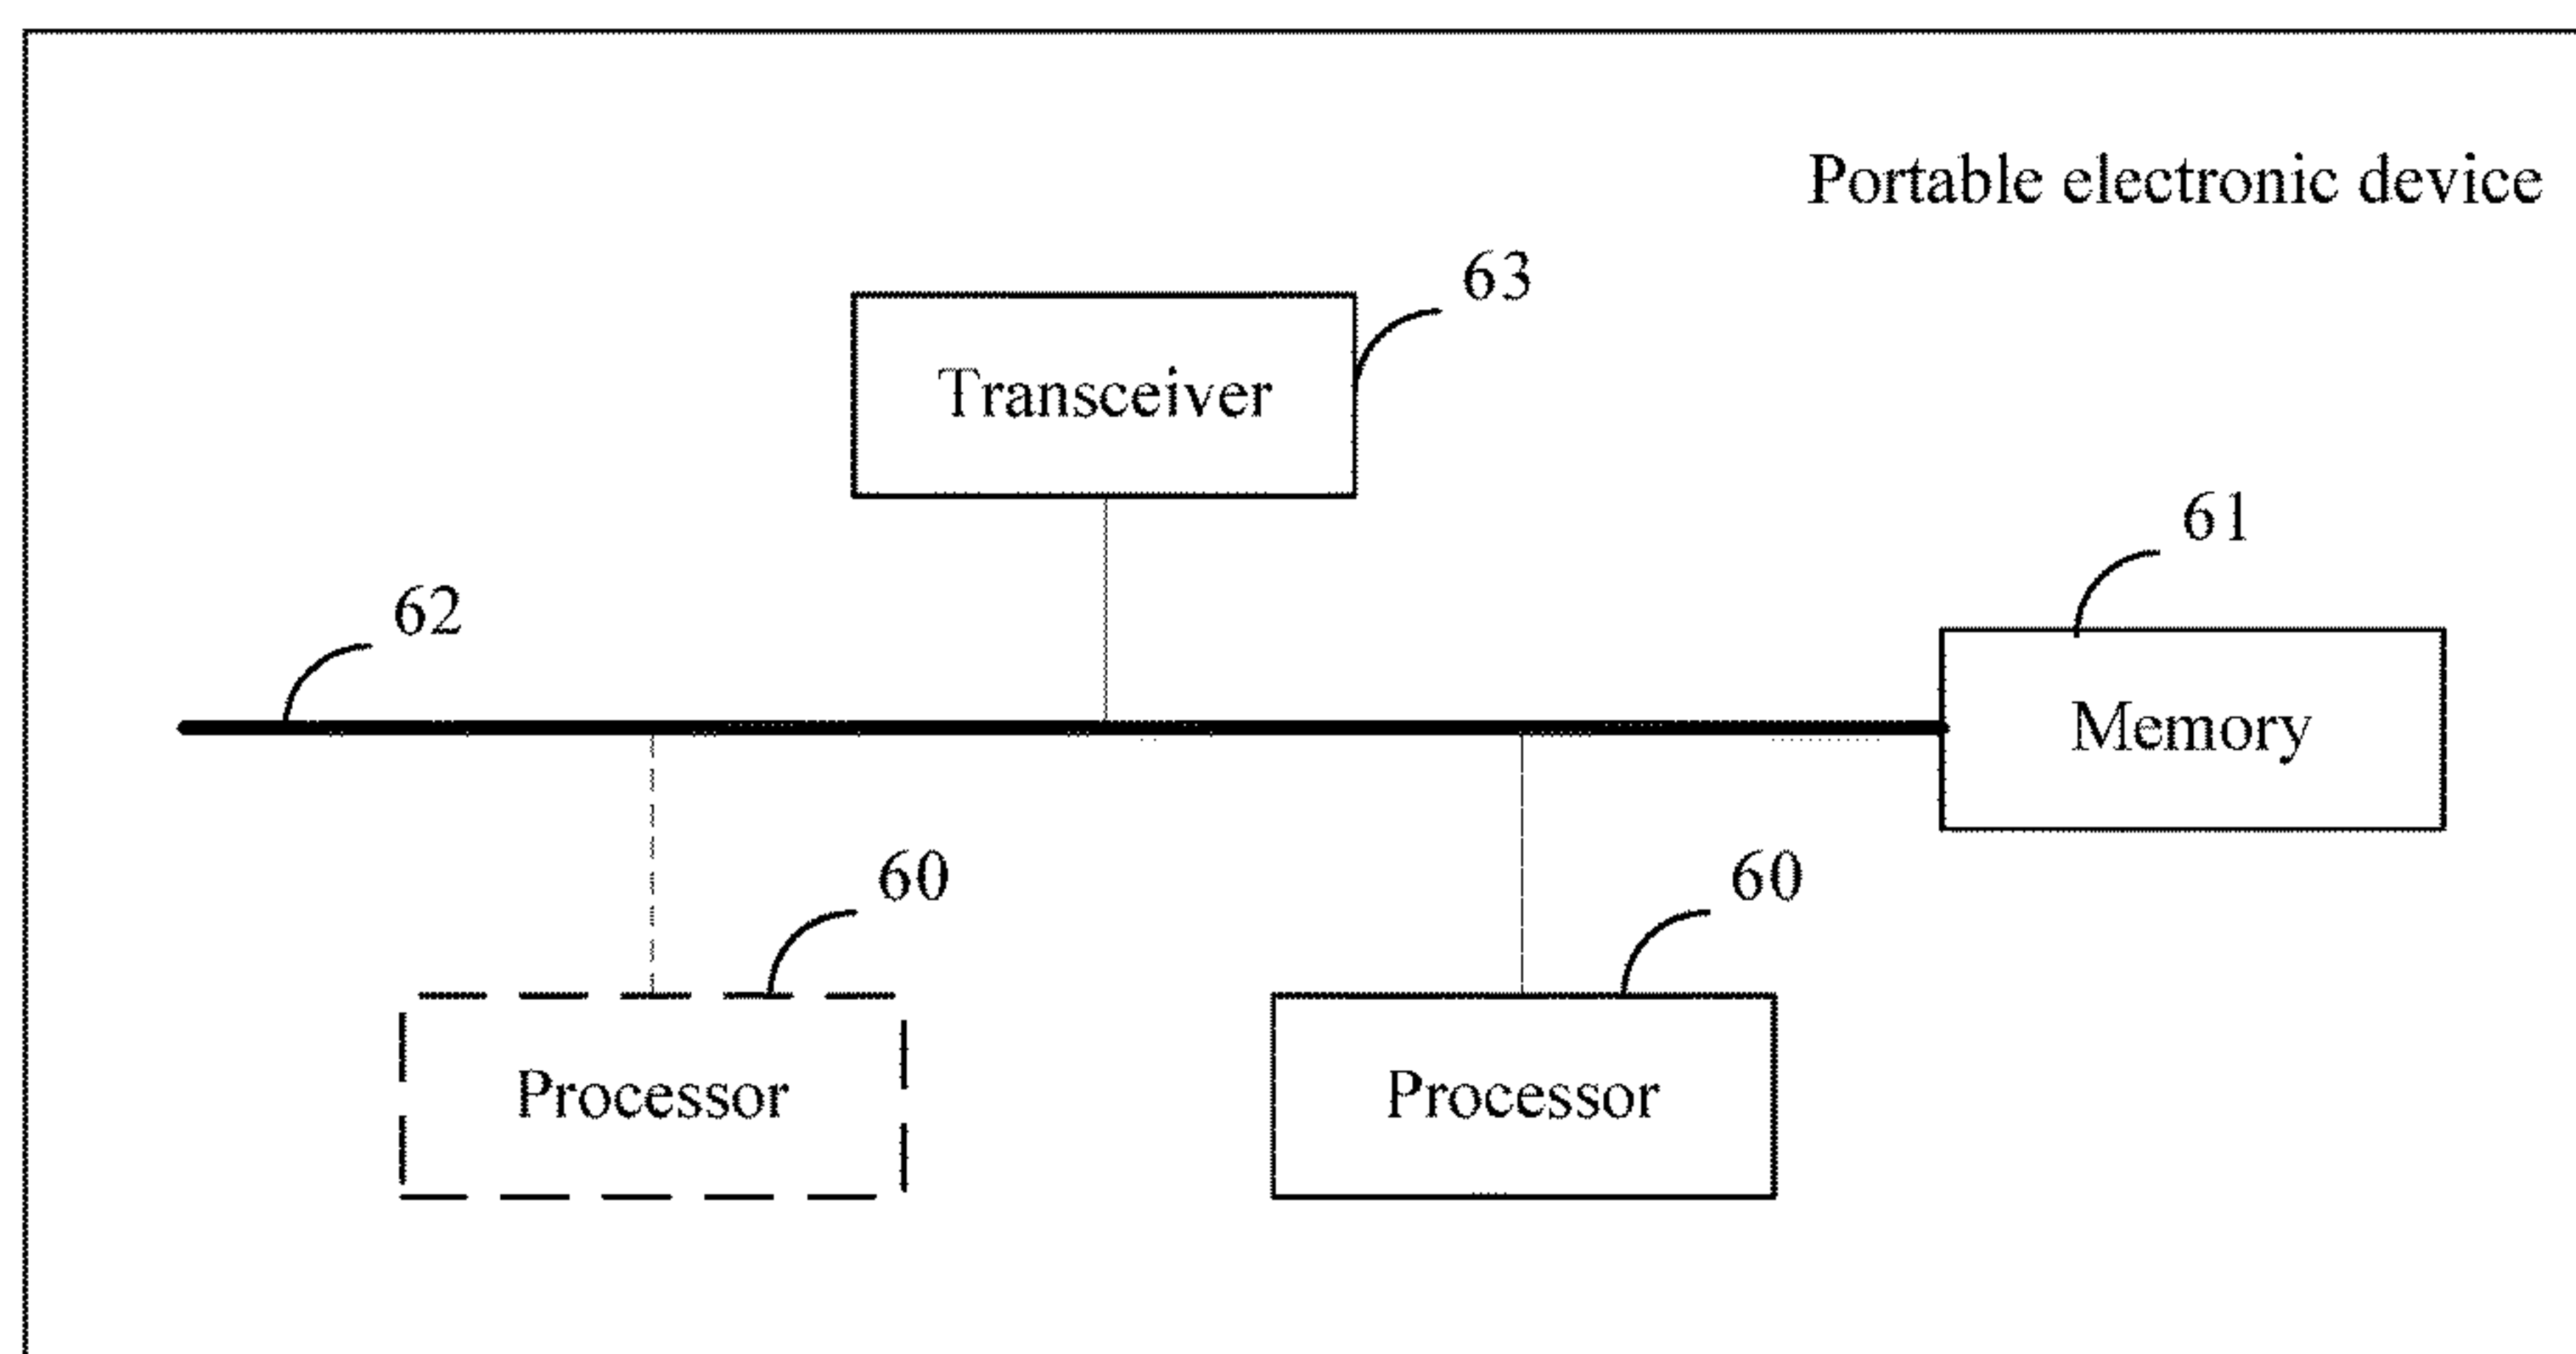 Portable electronic device
63
Transceiver
61
62
Memory
60
60
Processor
Processor